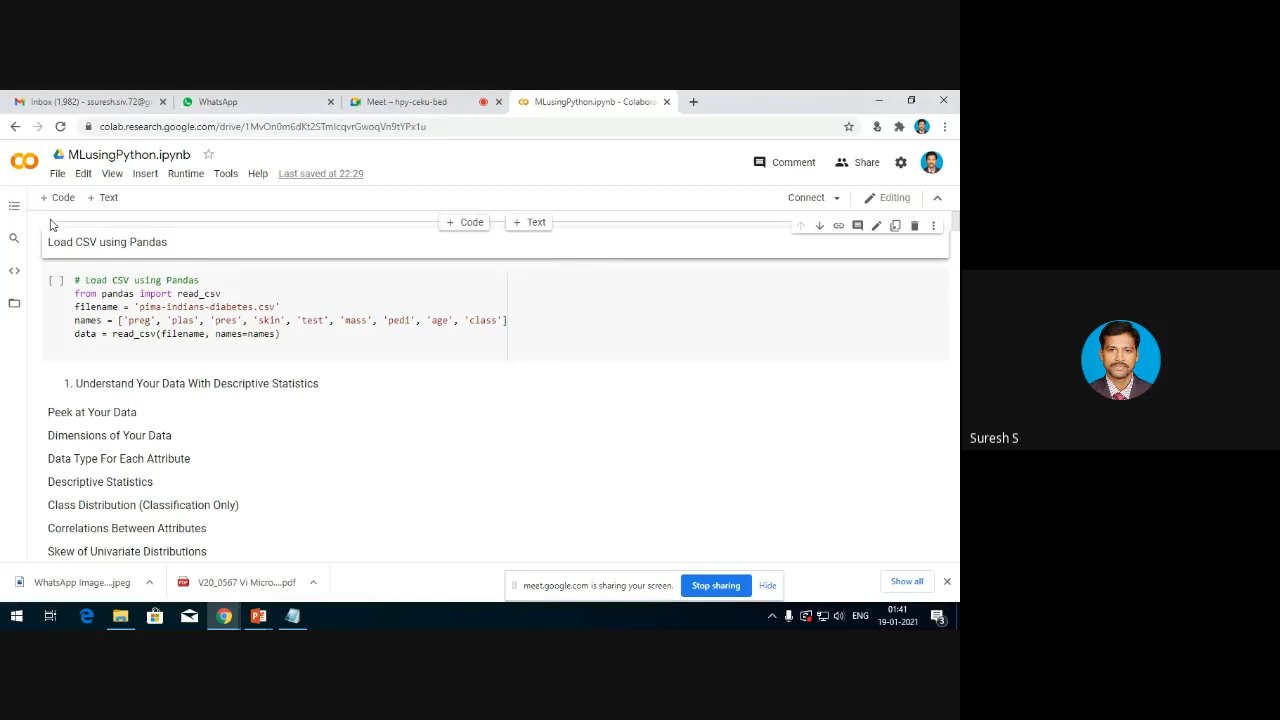 Inbox (1,982) - ssuresh.siv.72@g
WhatsApp
Meet – hpy-ceku-bed
MLusingPython.ipynb - Colabora
colab.research.google.com/drive/1MvOn0m6dKt2STmIcqvrGwoqVn9tYPx1u
MLusingPython.ipynb
Comment
Share
File Edit View Insert Runtime Tools Help Last saved at 22:29
+ Code + Text
Connect
Editing
+ Code + Text
Load CSV using Pandas
[ ] # Load CSV using Pandas
from pandas import read_csv
filename = 'pima-indians-diabetes.csv'
names = ['preg', 'plas', 'pres', 'skin', 'test', 'mass', 'pedi', 'age', 'class']
data = read_csv(filename, names=names)
1. Understand Your Data With Descriptive Statistics
Peek at Your Data
Dimensions of Your Data
Data Type For Each Attribute
Descriptive Statistics
Class Distribution (Classification Only)
Correlations Between Attributes
Skew of Univariate Distributions
Suresh S
WhatsApp Image....jpeg
V20_0567 Vi Micro....pdf
meet.google.com is sharing your screen.
Stop sharing
Hide
Show all
ENG
01:41
19-01-2021
3